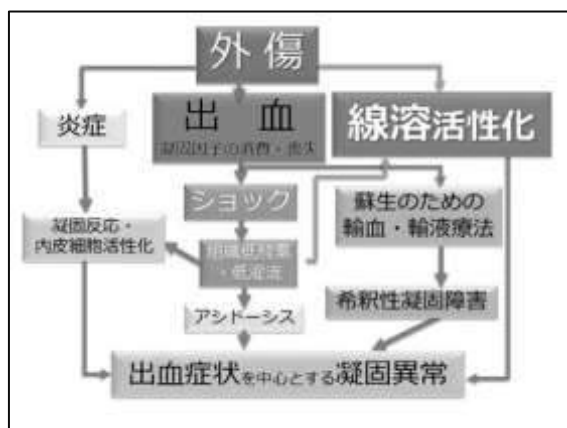 外傷
炎症
出血
凝固因子の消費・喪失
線溶活性化
ショック
蘇生のための
輸血・輸液療法
凝固反応・
内皮細胞活性化
・低灌流
アシドーシス
希釈性凝固障害
出血症状を中心とする凝固異常